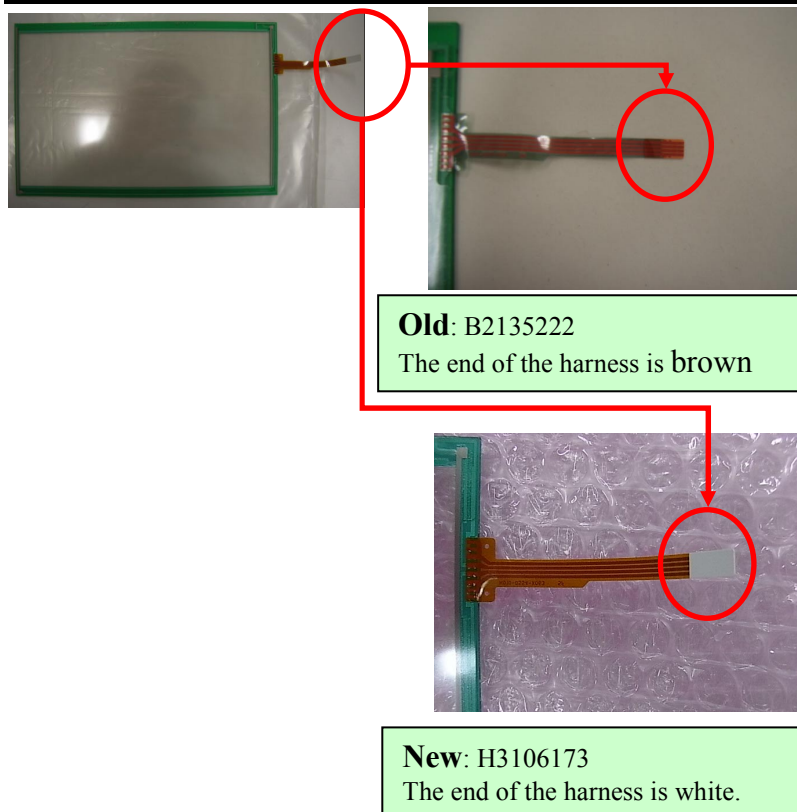 Old: B2135222
The end of the harness is brown
New: H3106173
The end of the harness is white.